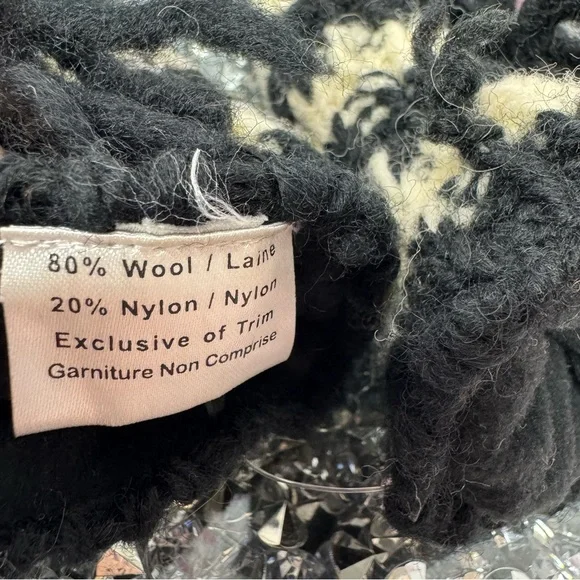 80% Wool / Laine
20% Nylon / Nylon
Exclusive of Trim
Garniture Non Comprise